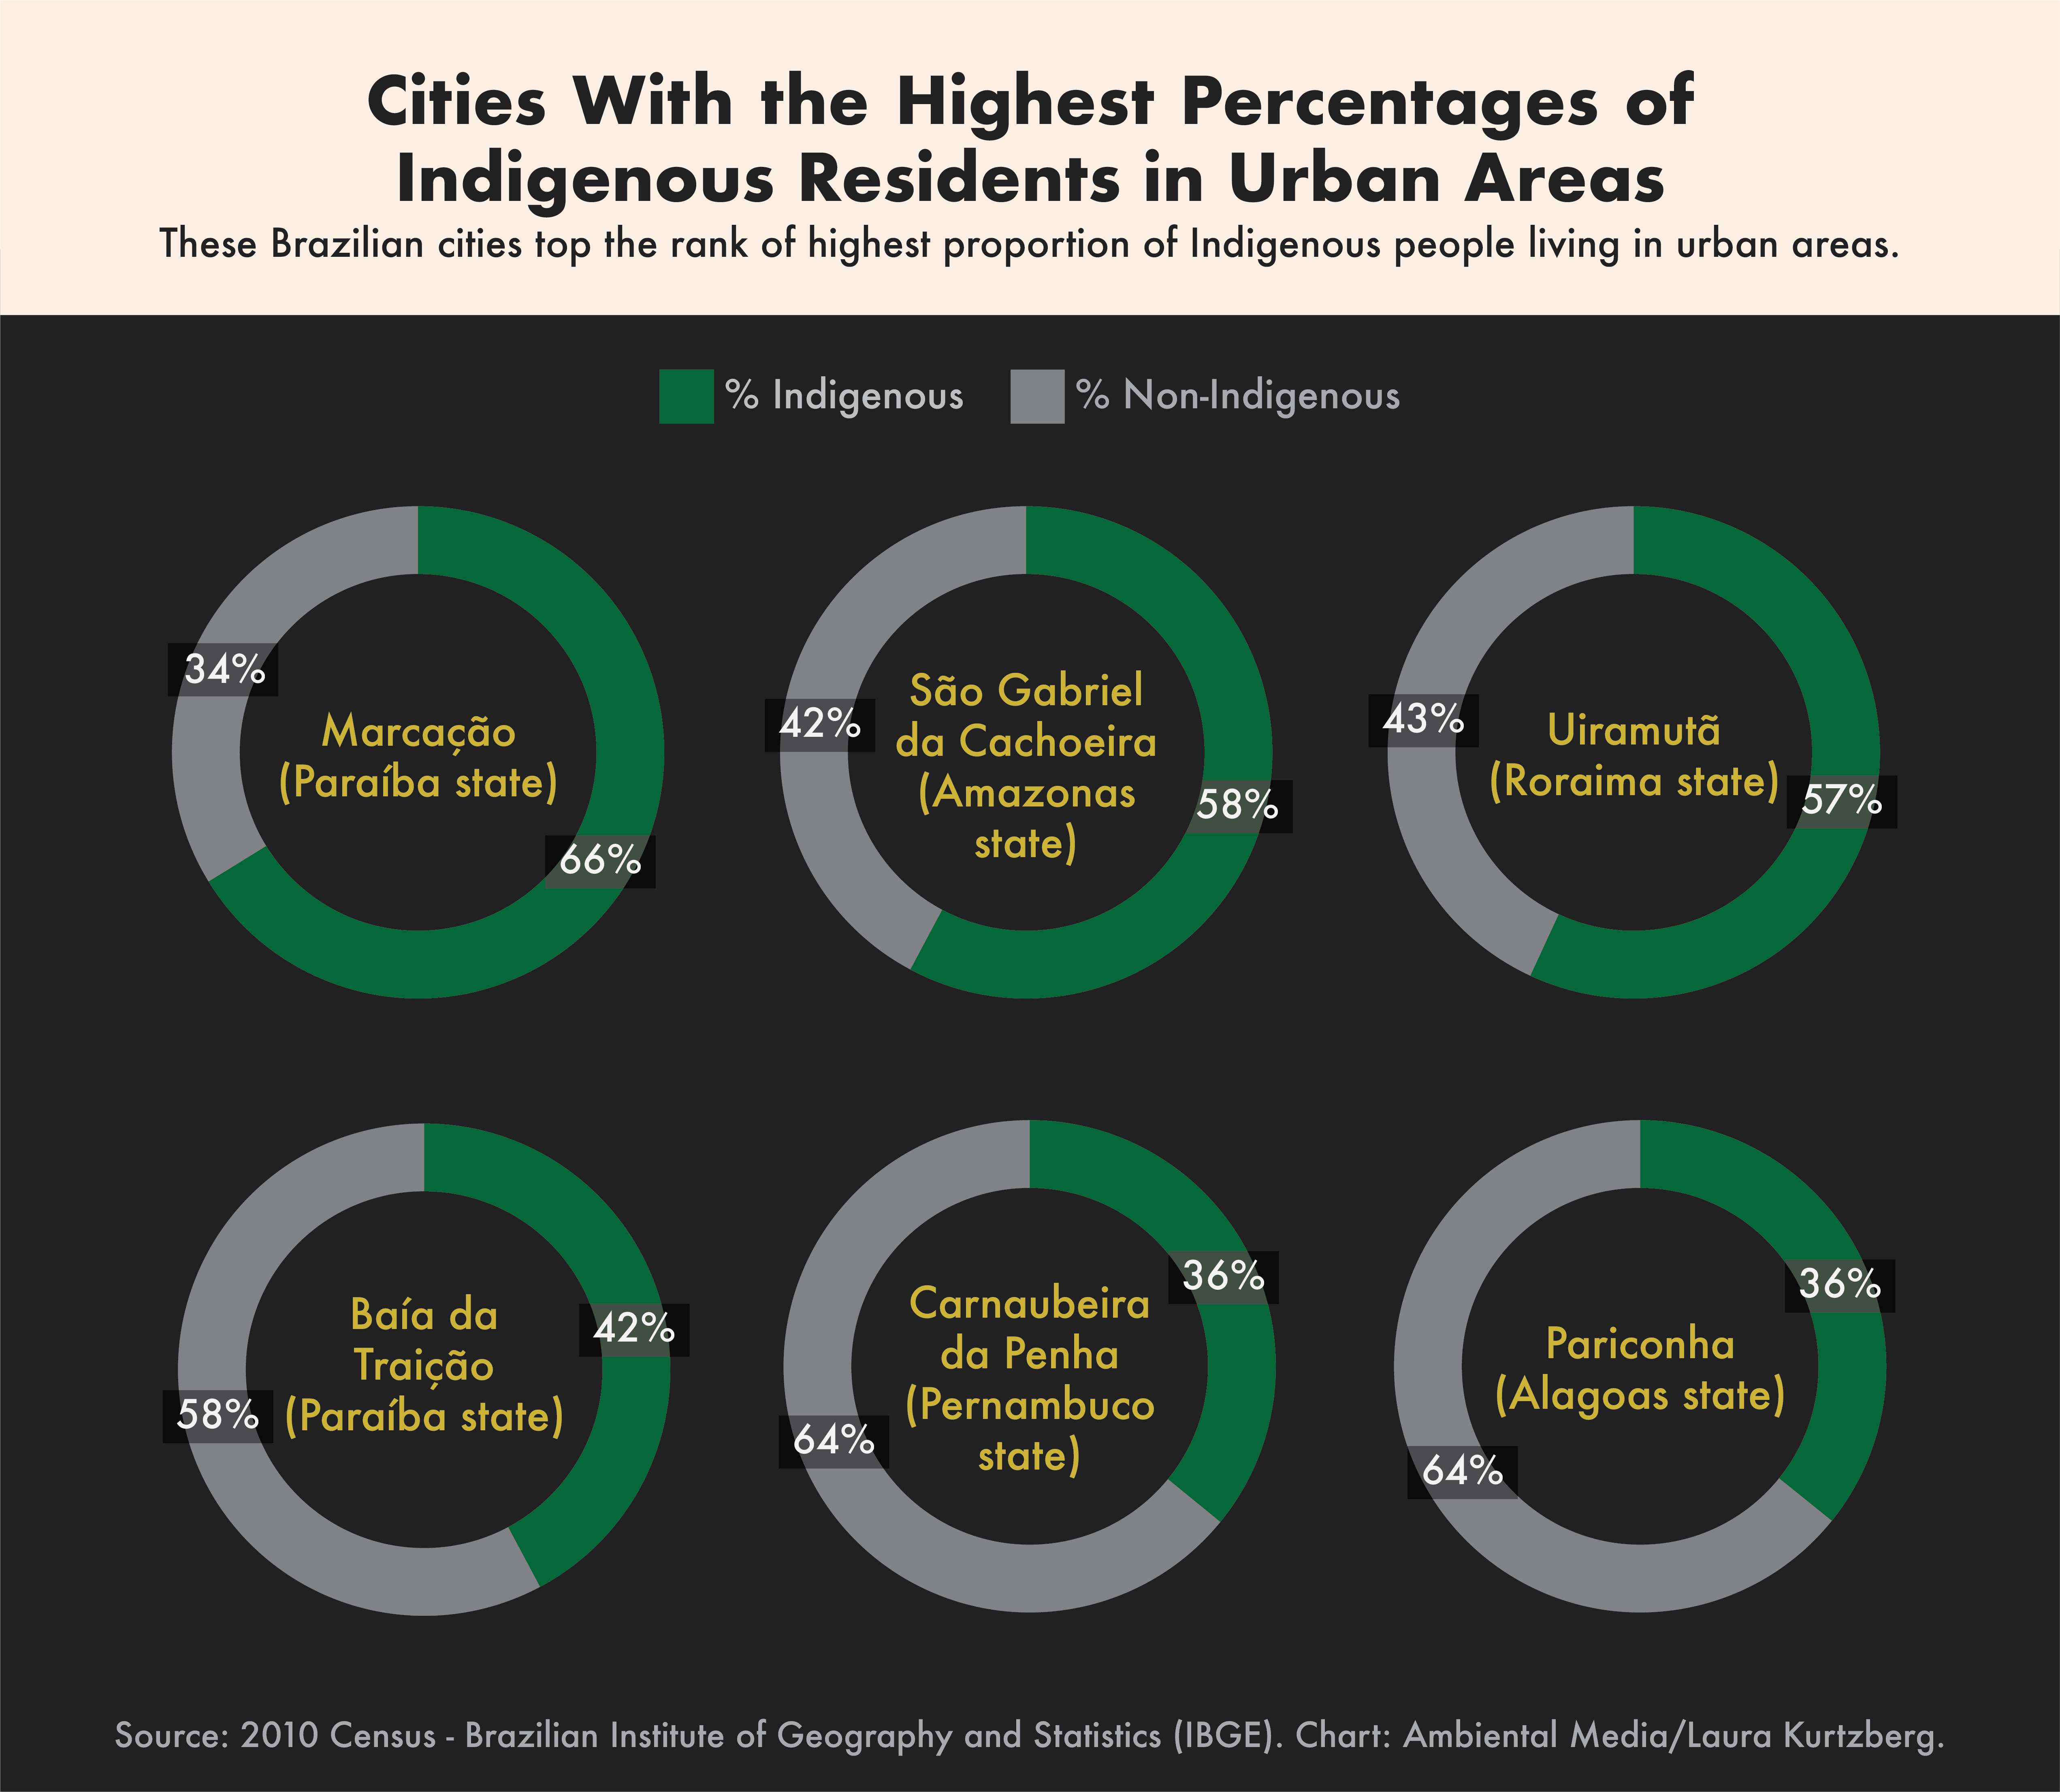 Cities With the Highest Percentages of
Indigenous Residents in Urban Areas
These Brazilian cities top the rank of highest proportion of Indigenous people living in urban areas.
% Indigenous
% Non-Indigenous
34%
Marcação
(Paraíba state)
66%
42%
São Gabriel
da Cachoeira
(Amazonas
state)
58%
43%
Uiramutã
(Roraima state)
57%
42%
Baía da
Traição
(Paraíba state)
58%
36%
Carnaubeira
da Penha
(Pernambuco
state)
64%
36%
Pariconha
(Alagoas state)
64%
Source: 2010 Census - Brazilian Institute of Geography and Statistics (IBGE). Chart: Ambiental Media/Laura Kurtzberg.